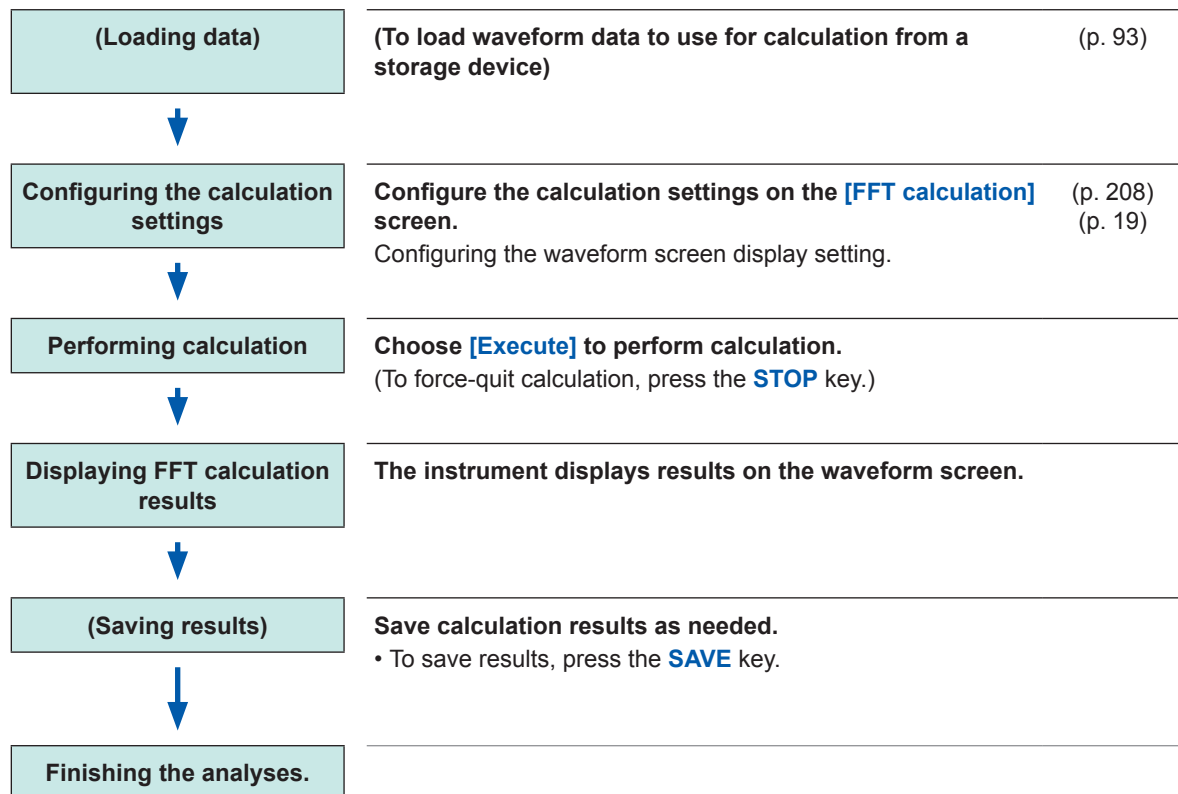 (Loading data)
(To load waveform data to use for calculation from a
storage device)
(p. 93)
Configuring the calculation
settings
Configure the calculation settings on the [FFT calculation]
screen.
Configuring the waveform screen display setting.
(p. 208)
(p. 19)
Performing calculation
Choose [Execute] to perform calculation.
(To force-quit calculation, press the STOP key.)
Displaying FFT calculation
results
The instrument displays results on the waveform screen.
(Saving results)
Save calculation results as needed.
• To save results, press the SAVE key.
Finishing the analyses.